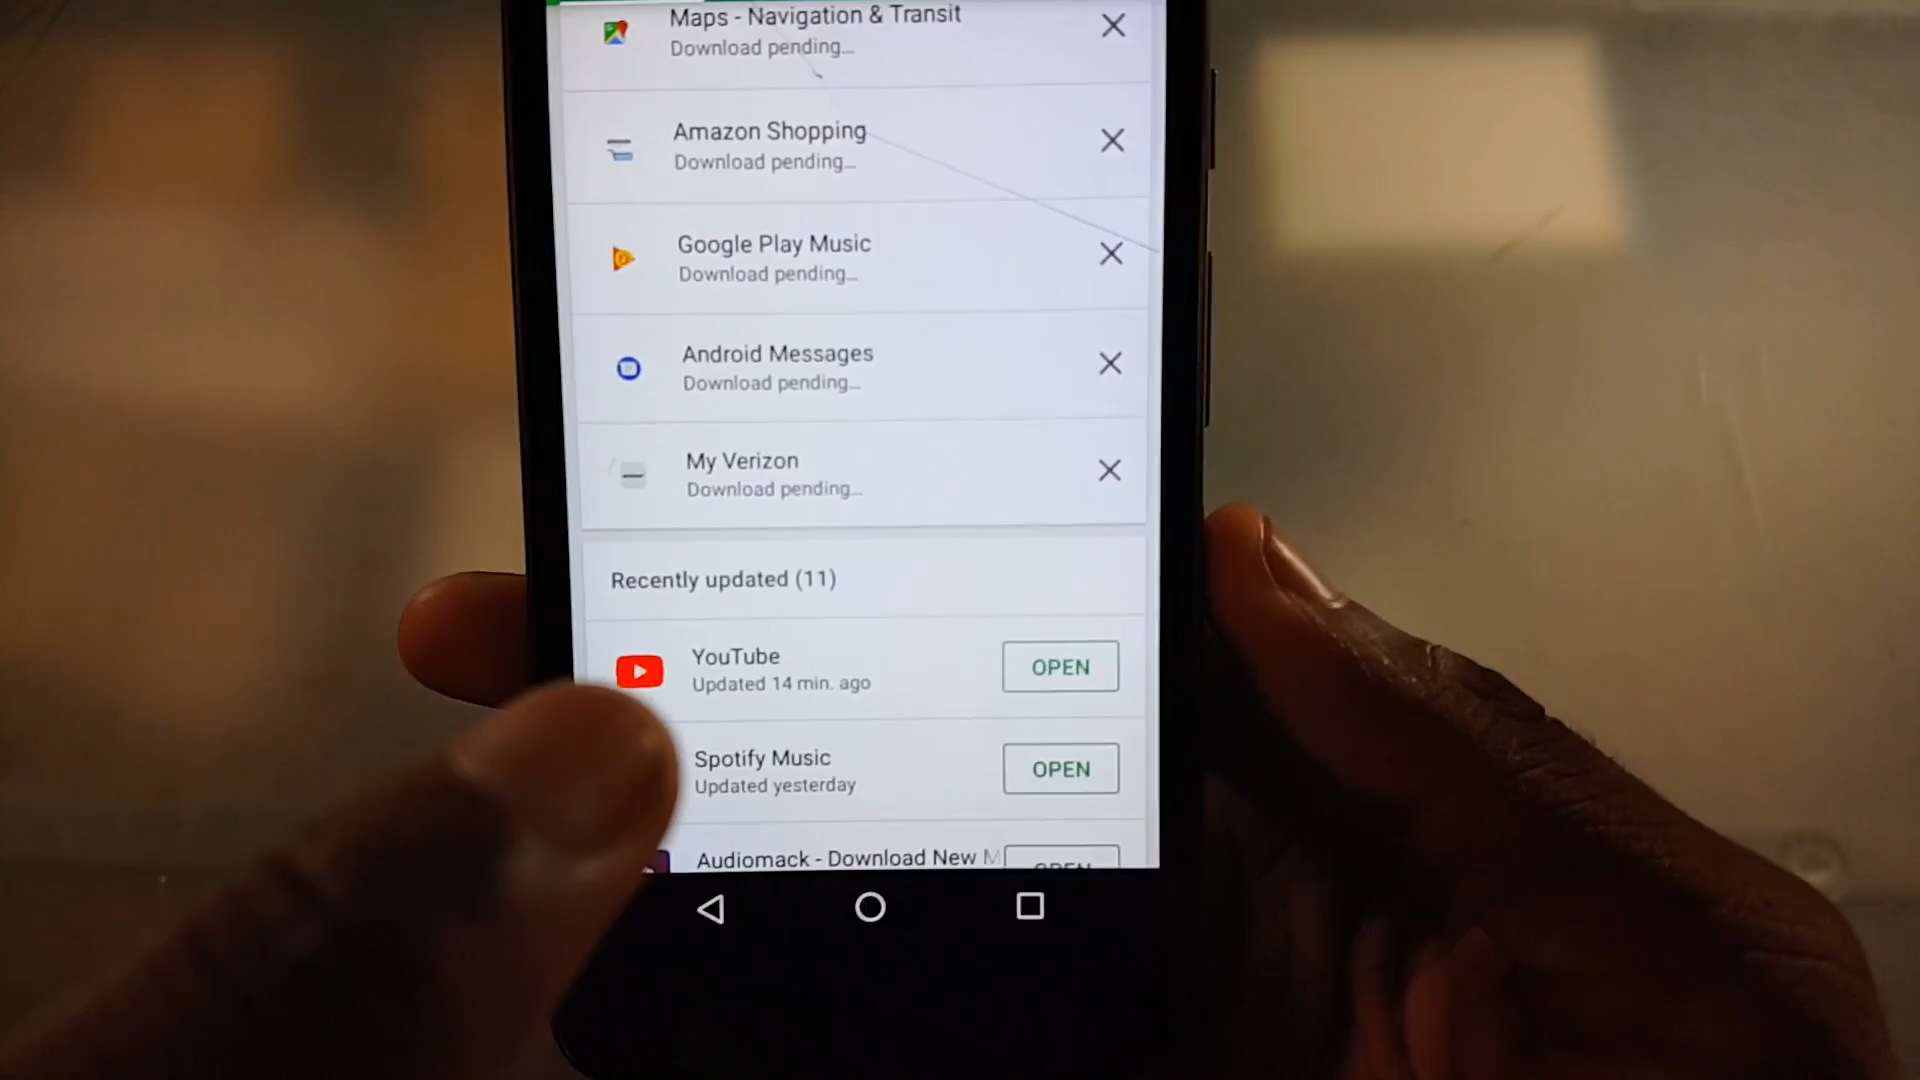 Maps - Navigation & Transit
Download pending...
Amazon Shopping
Download pending...
Google Play Music
Download pending...
Android Messages
Download pending...
My Verizon
Download pending...
Recently updated (11)
YouTube
Updated 14 min. ago
OPEN
Spotify Music
Updated yesterday
OPEN
Audiomack - Download New M
OPEN